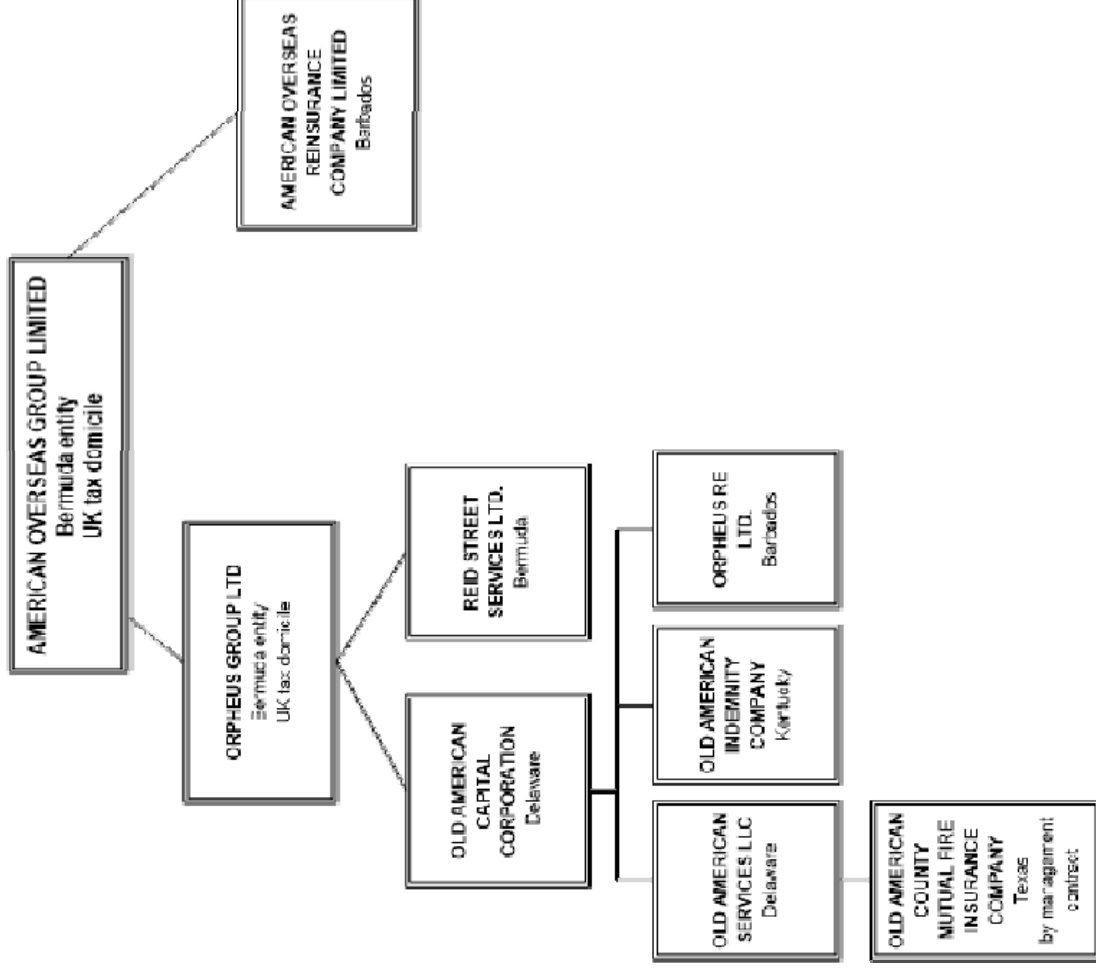 AMERICAN OVERSEAS GROUP LIMITED
Bermuda entity
UK tax domicile
AMERICAN OVERSEAS
REINSURANCE
COMPANY LIMITED
Barbados
ORPHEUS GROUP LTD
Bermuda entity
UK tax domicile
OLD AMERICAN
CAPITAL
CORPORATION
Delaware
REID STREET
SERVICES LTD.
Bermuda
OLD AMERICAN
SERVICES LLC
Delaware
OLD AMERICAN
INDEMNITY
COMPANY
Kentucky
ORPHEUS RE
LTD.
Barbados
OLD AMERICAN
COUNTY
MUTUAL FIRE
INSURANCE
COMPANY
Texas
by management
contract